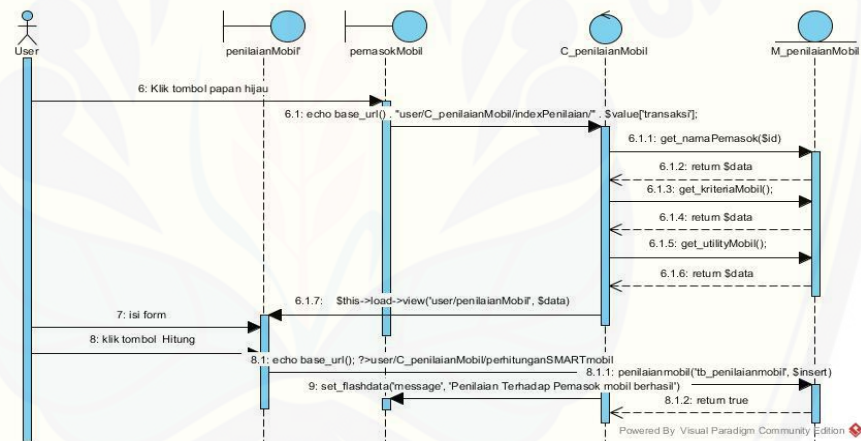 User
penilaianMobil'
pemasokMobil
C_penilaianMobil
M_penilaianMobil
6: Klik tombol papan hijau
6.1: echo base_url() . "user/C_penilaianMobil/indexPenilaian/" . $value['transaksi'];
6.1.1: get_namaPemasok($id)
6.1.2: return $data
6.1.3: get_kriteriaMobil();
6.1.4: return $data
6.1.5: get_utilityMobil();
6.1.6: return $data
6.1.7: $this->load->view('user/penilaianMobil', $data)
7: isi form
8: klik tombol Hitung
8.1: echo base_url(); ?>user/C_penilaianMobil/perhitunganSMARTmobil
8.1.1: penilaianmobil('tb_penilaianmobil', $insert)
9: set_flashdata('message', 'Penilaian Terhadap Pemasok mobil berhasil')
8.1.2: return true
Powered By Visual Paradigm Community Edition